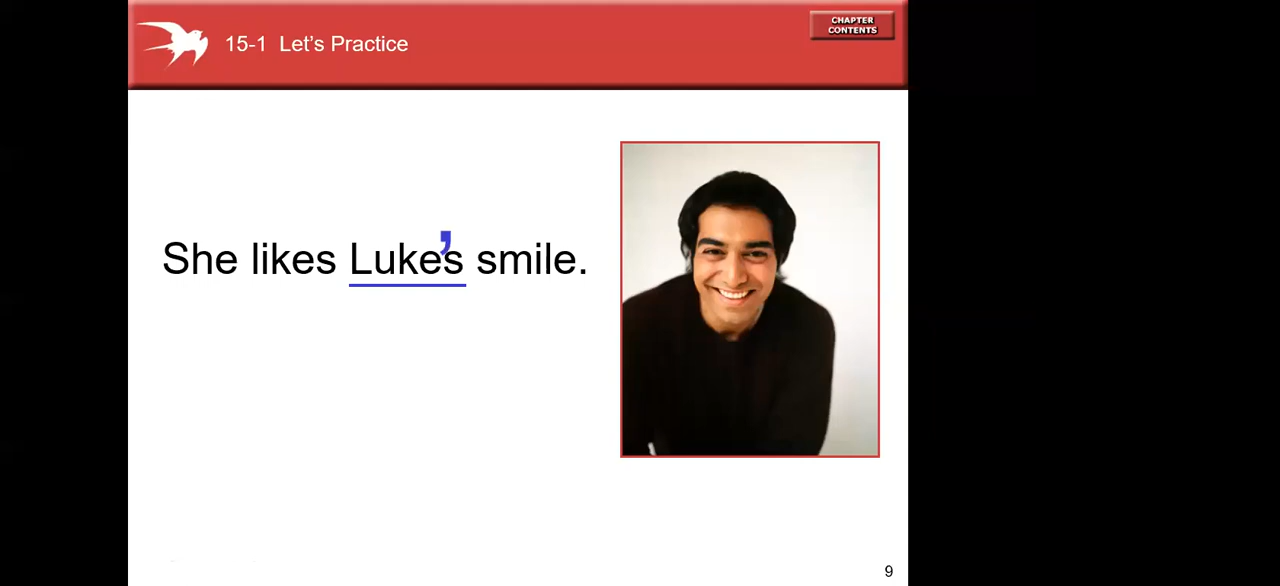 CHAPTER
CONTENTS
15-1 Let's Practice
She likes Luke's smile.
9